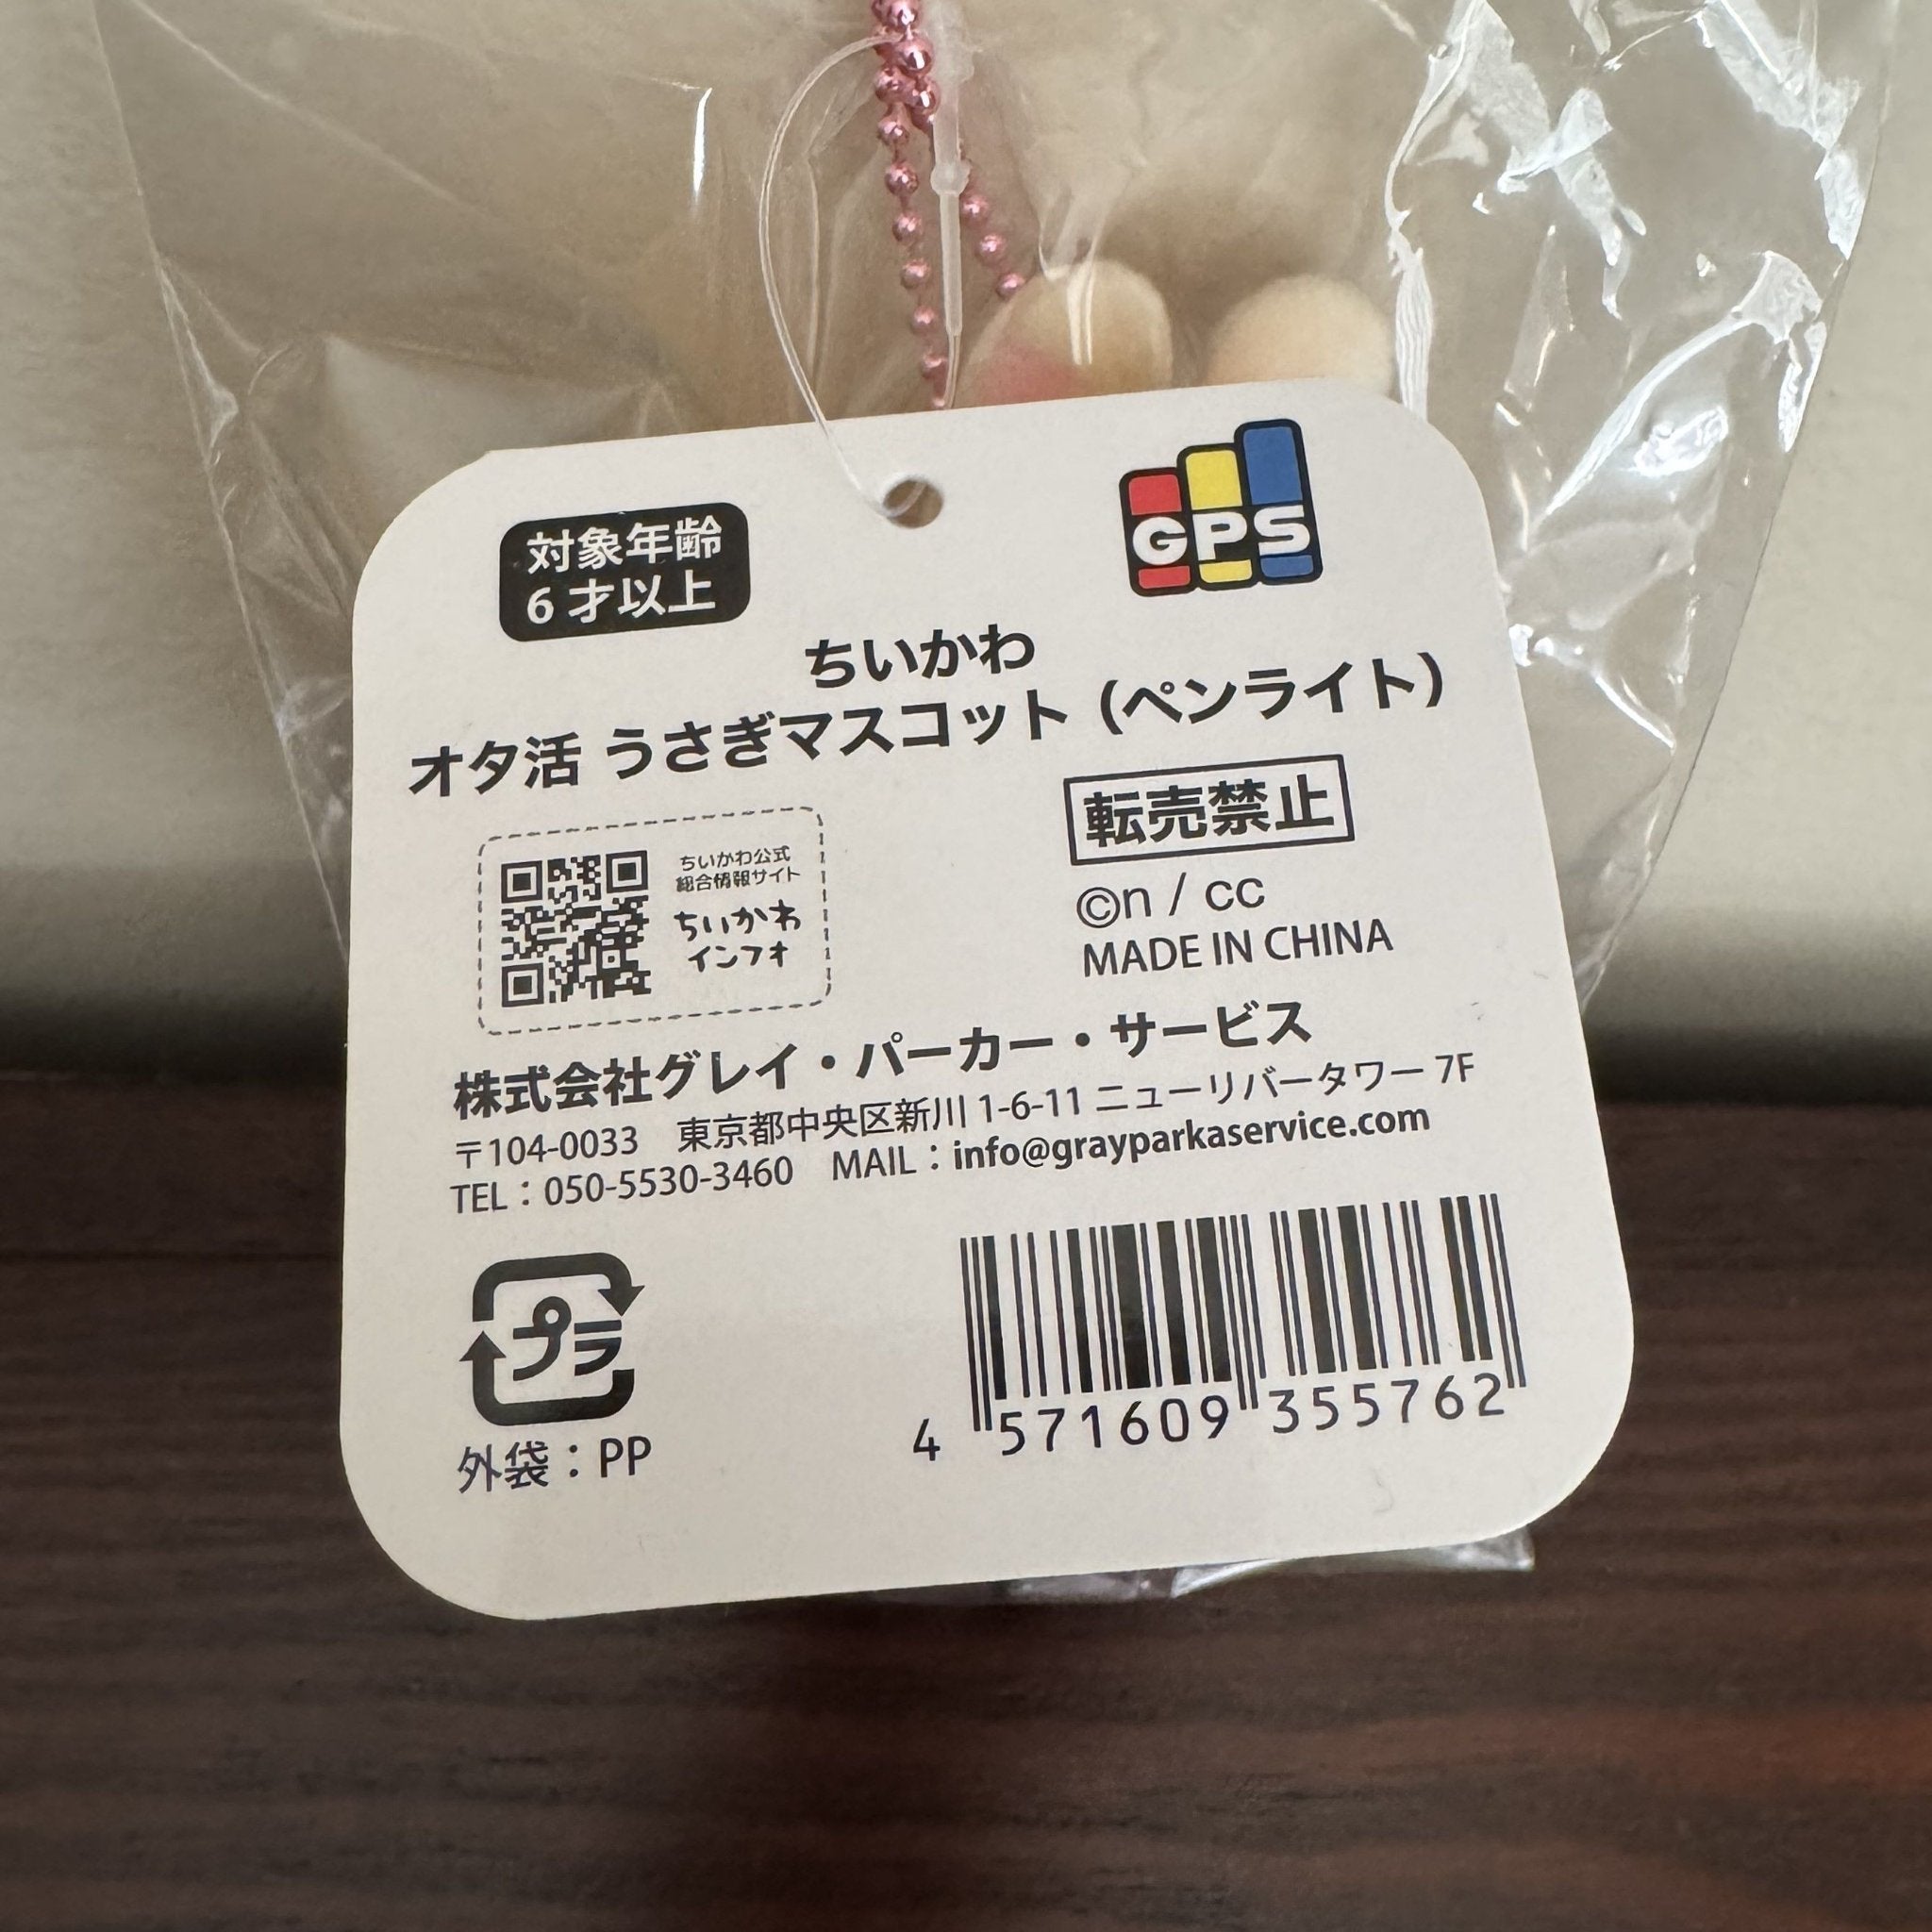 対象年齢
6才以上
GPS
ちいかわ
オタ活 うさぎマスコット (ペンライト)
ちいかわ公式
総合情報サイト
ちいかわ
インフォ
転売禁止
©n / cc
MADE IN CHINA
株式会社グレイ・パーカー・サービス
〒104-0033　東京都中央区新川 1-6-11 ニューリバータワー 7F
TEL：050-5530-3460　MAIL：info@grayparkaservice.com
プラ
外袋：PP
4 571609 355762